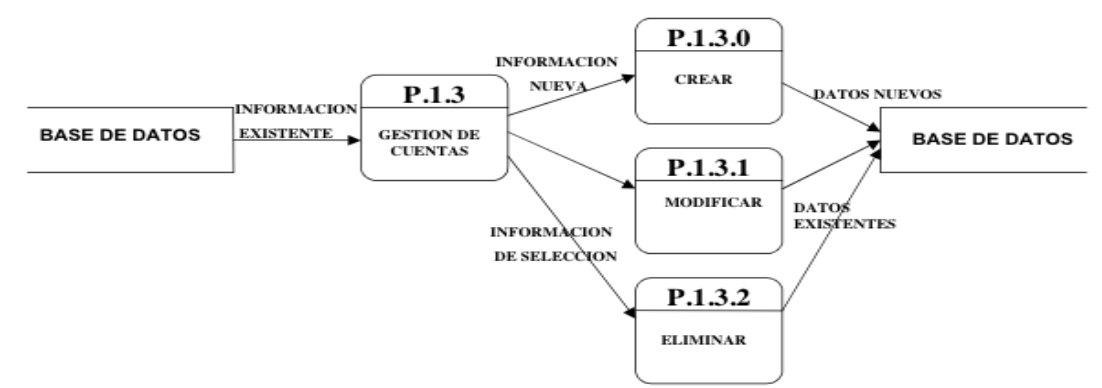 BASE DE DATOS
INFORMACION
EXISTENTE
P.1.3
GESTION DE
CUENTAS
INFORMACION
NUEVA
INFORMACION
DE SELECCION
P.1.3.0
CREAR
P.1.3.1
MODIFICAR
P.1.3.2
ELIMINAR
DATOS NUEVOS
DATOS
EXISTENTES
BASE DE DATOS